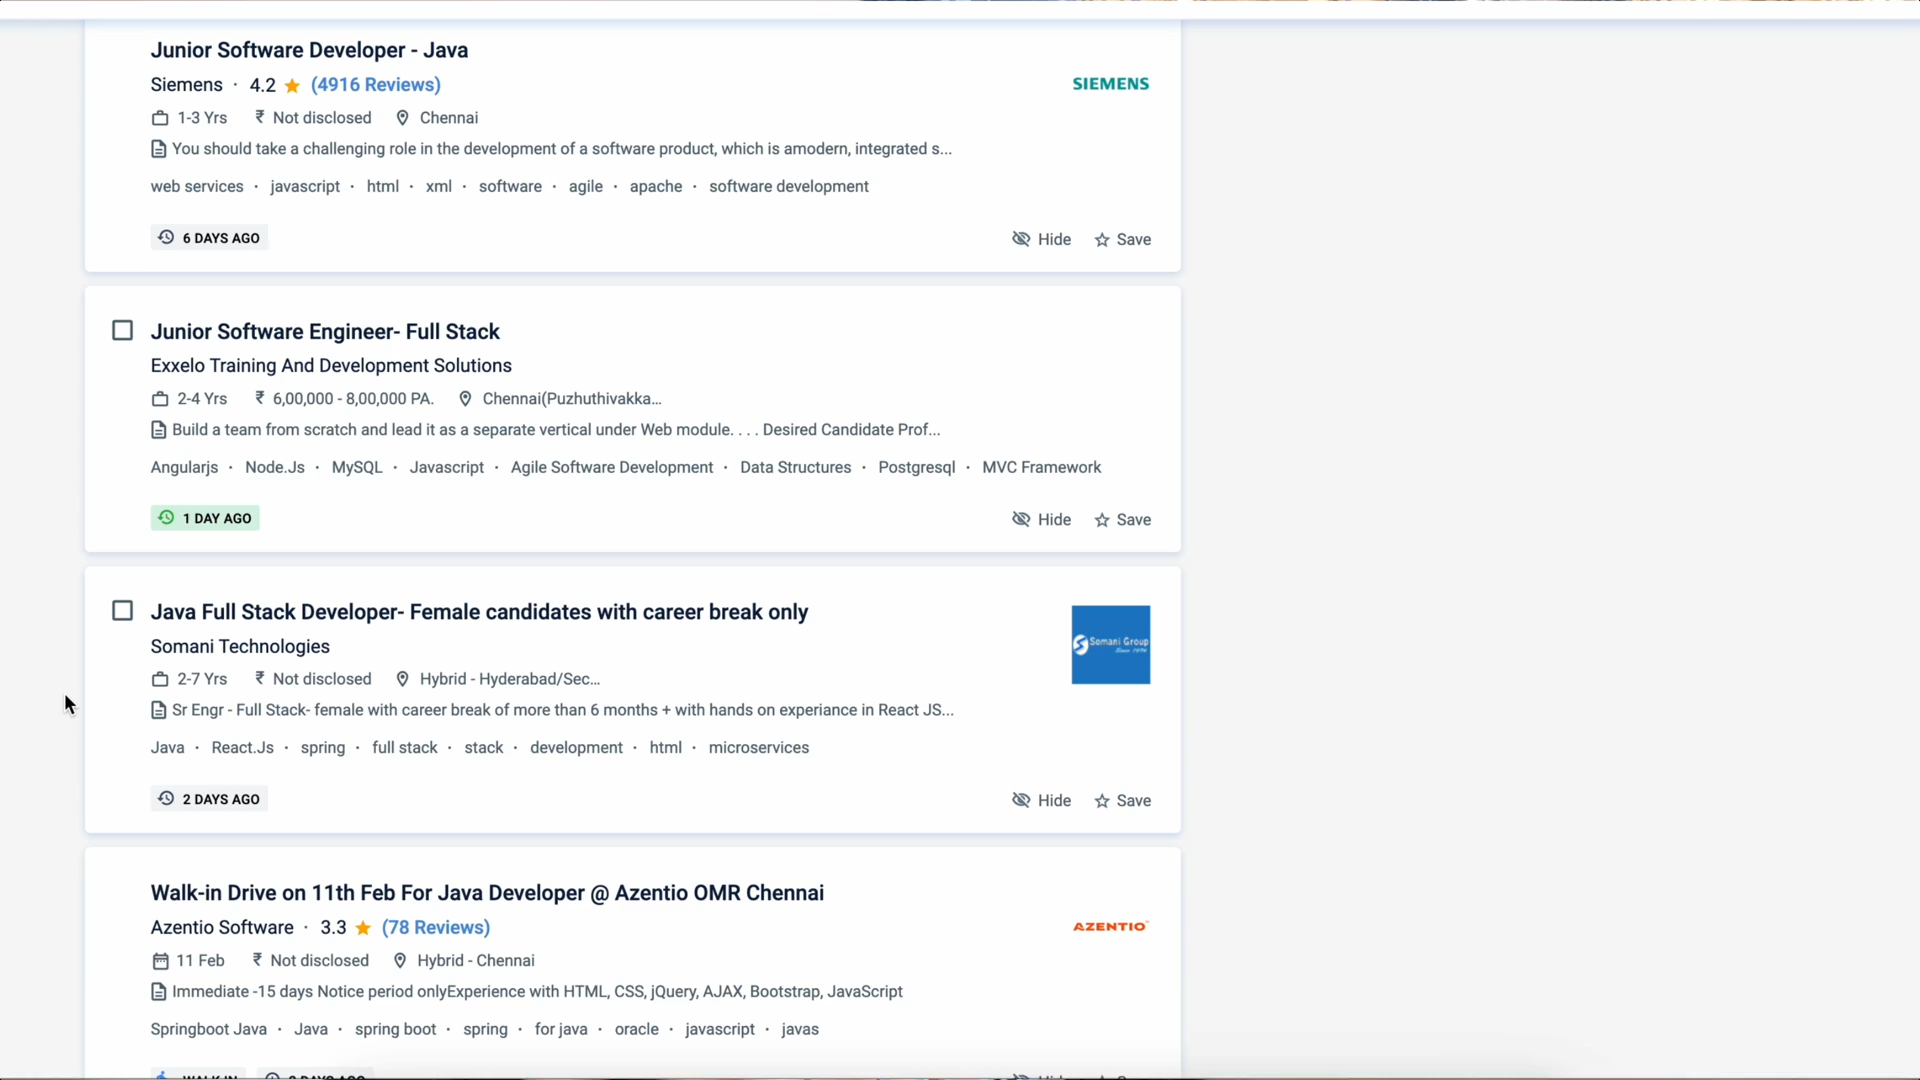 Junior Software Developer - Java
Siemens · 4.2 (4916 Reviews)
SIEMENS
1-3 Yrs ₹ Not disclosed Chennai
You should take a challenging role in the development of a software product, which is amodern, integrated s...
web services · javascript · html · xml · software · agile · apache · software development
6 DAYS AGO
Hide Save
Junior Software Engineer- Full Stack
Exxelo Training And Development Solutions
2-4 Yrs ₹ 6,00,000 - 8,00,000 PA. Chennai(Puzhuthivakka...
Build a team from scratch and lead it as a separate vertical under Web module. . . . Desired Candidate Prof...
Angularjs · Node.Js · MySQL · Javascript · Agile Software Development · Data Structures · Postgresql · MVC Framework
1 DAY AGO
Hide Save
Java Full Stack Developer- Female candidates with career break only
Somani Technologies
Somani Group
Since 1694
2-7 Yrs ₹ Not disclosed Hybrid - Hyderabad/Sec...
Sr Engr - Full Stack- female with career break of more than 6 months + with hands on experiance in React JS...
Java · React.Js · spring · full stack · stack · development · html · microservices
2 DAYS AGO
Hide Save
Walk-in Drive on 11th Feb For Java Developer @ Azentio OMR Chennai
Azentio Software · 3.3 (78 Reviews)
AZENTIO
11 Feb ₹ Not disclosed Hybrid - Chennai
Immediate -15 days Notice period onlyExperience with HTML, CSS, jQuery, AJAX, Bootstrap, JavaScript
Springboot Java · Java · spring boot · spring · for java · oracle · javascript · javas